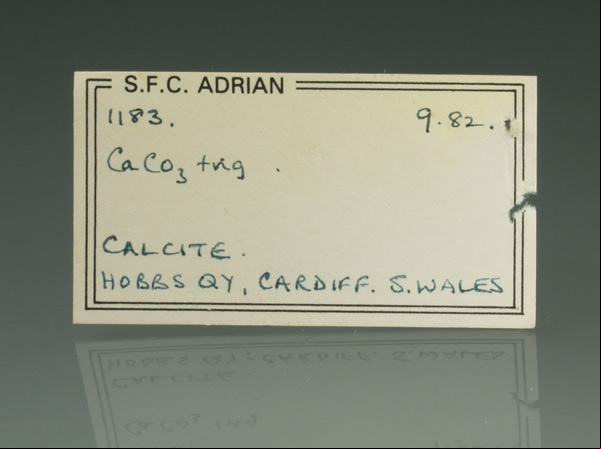 S.F.C. ADRIAN
1183. 9.82.
CaCO3 trig.
CALCITE.
HOBBS QY, CARDIFF. S. WALES